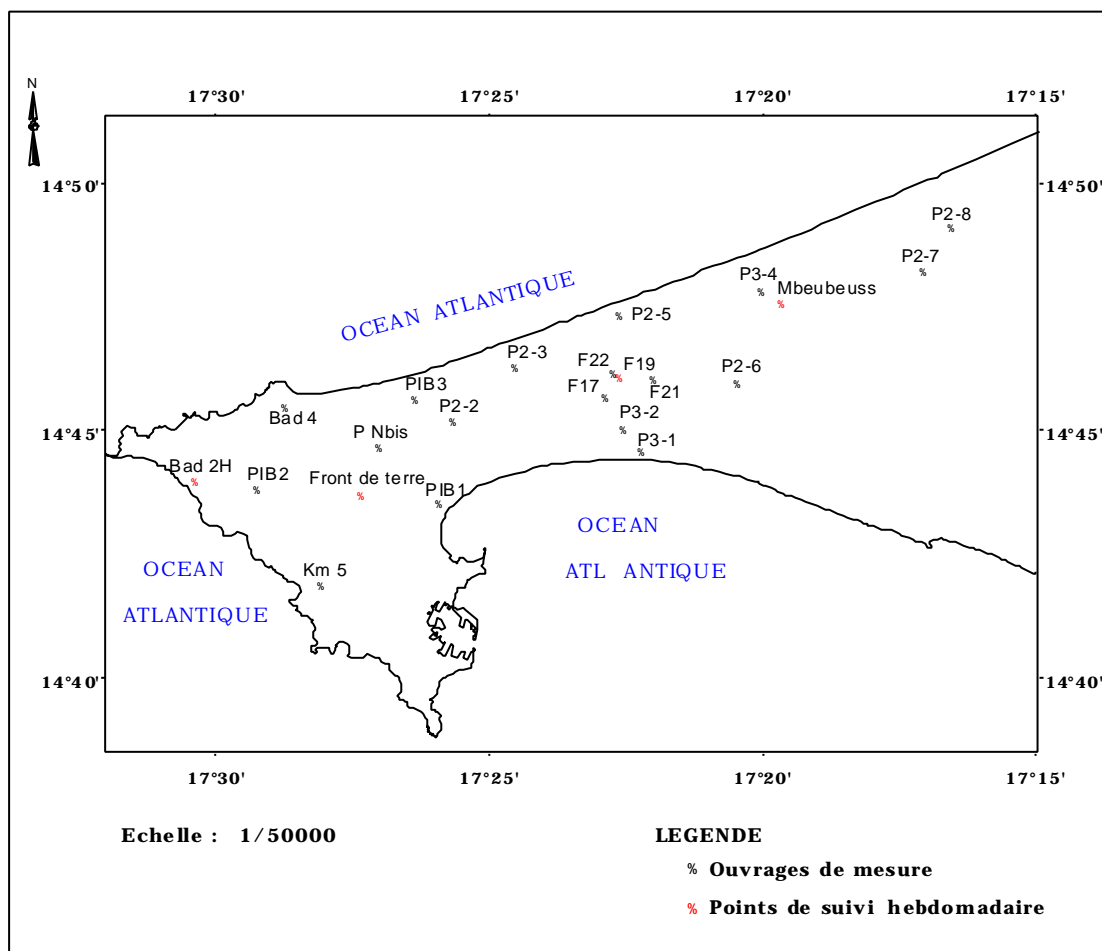 N
17°30' 17°25' 17°20' 17°15'
14°50' 14°50'
P2-8
P2-7
P3-4
Mbeubeuss
OCEAN ATLANTIQUE
P2-5
P2-3
F22 F19 P2-6
PIB3 F17 F21
P2-2
Bad 4 P3-2
14°45' 14°45'
P Nbis P3-1
Bad 2H PIB2 Front de terre PIB1
OCEAN
ATL ANTIQUE
OCEAN
ATLANTIQUE
Km 5
14°40' 14°40'
17°30' 17°25' 17°20' 17°15'
Echelle : 1/50000
LEGENDE
% Ouvrages de mesure
% Points de suivi hebdomadaire